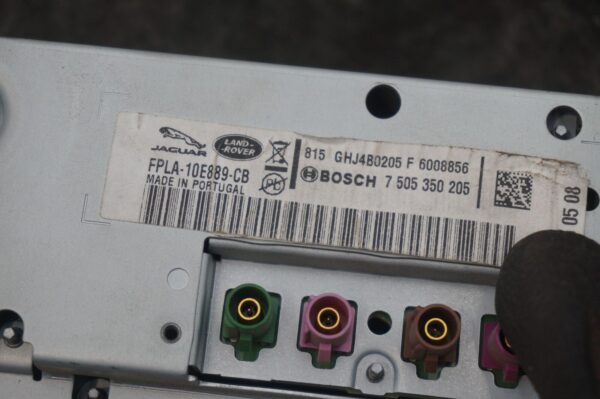 JAGUAR
LAND-
ROVER
815 GHJ4B0205 F 6008856
FPLA-10E889-CB
MADE IN PORTUGAL
BOSCH 7 505 350 205
05 08